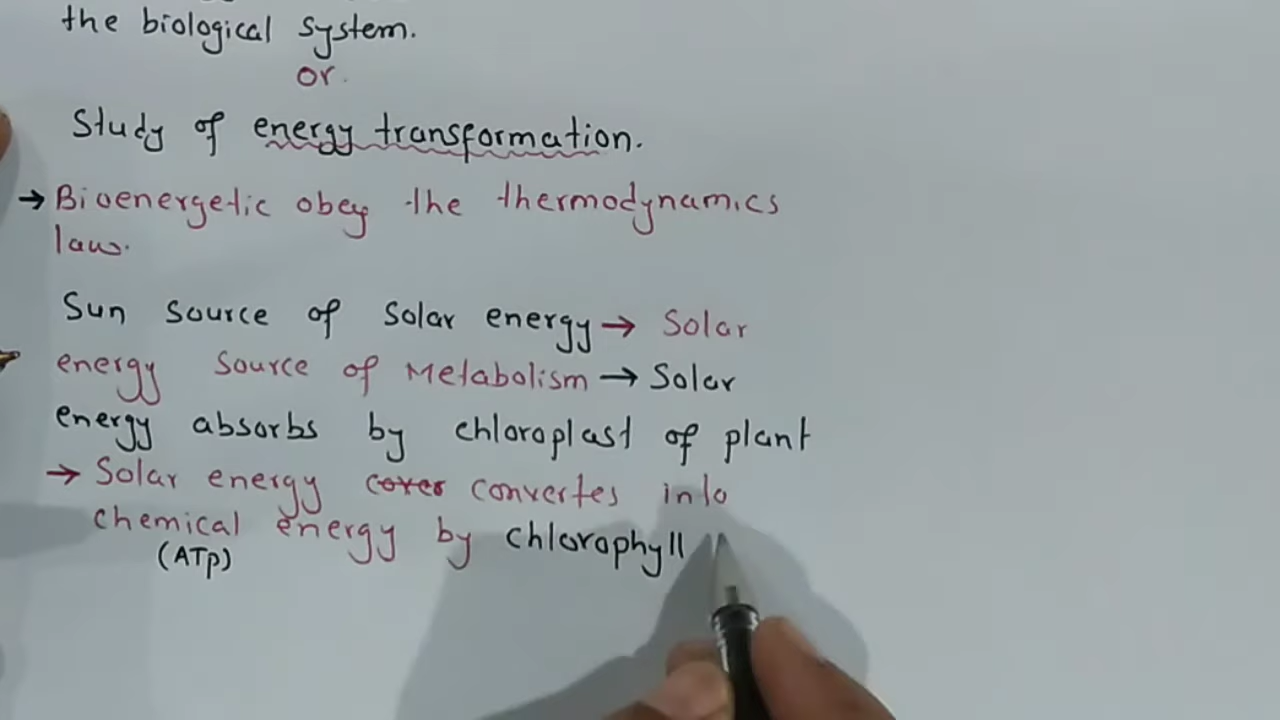 the biological system.
or.
Study of energy transformation.
→ Bioenergetic obey the thermodynamics
law.
Sun source of Solar energy → Solar
energy source of Metabolism → Solar
energy absorbs by chloroplast of plant
→ Solar energy cover convertes into
chemical energy by chlorophyll
(ATP)